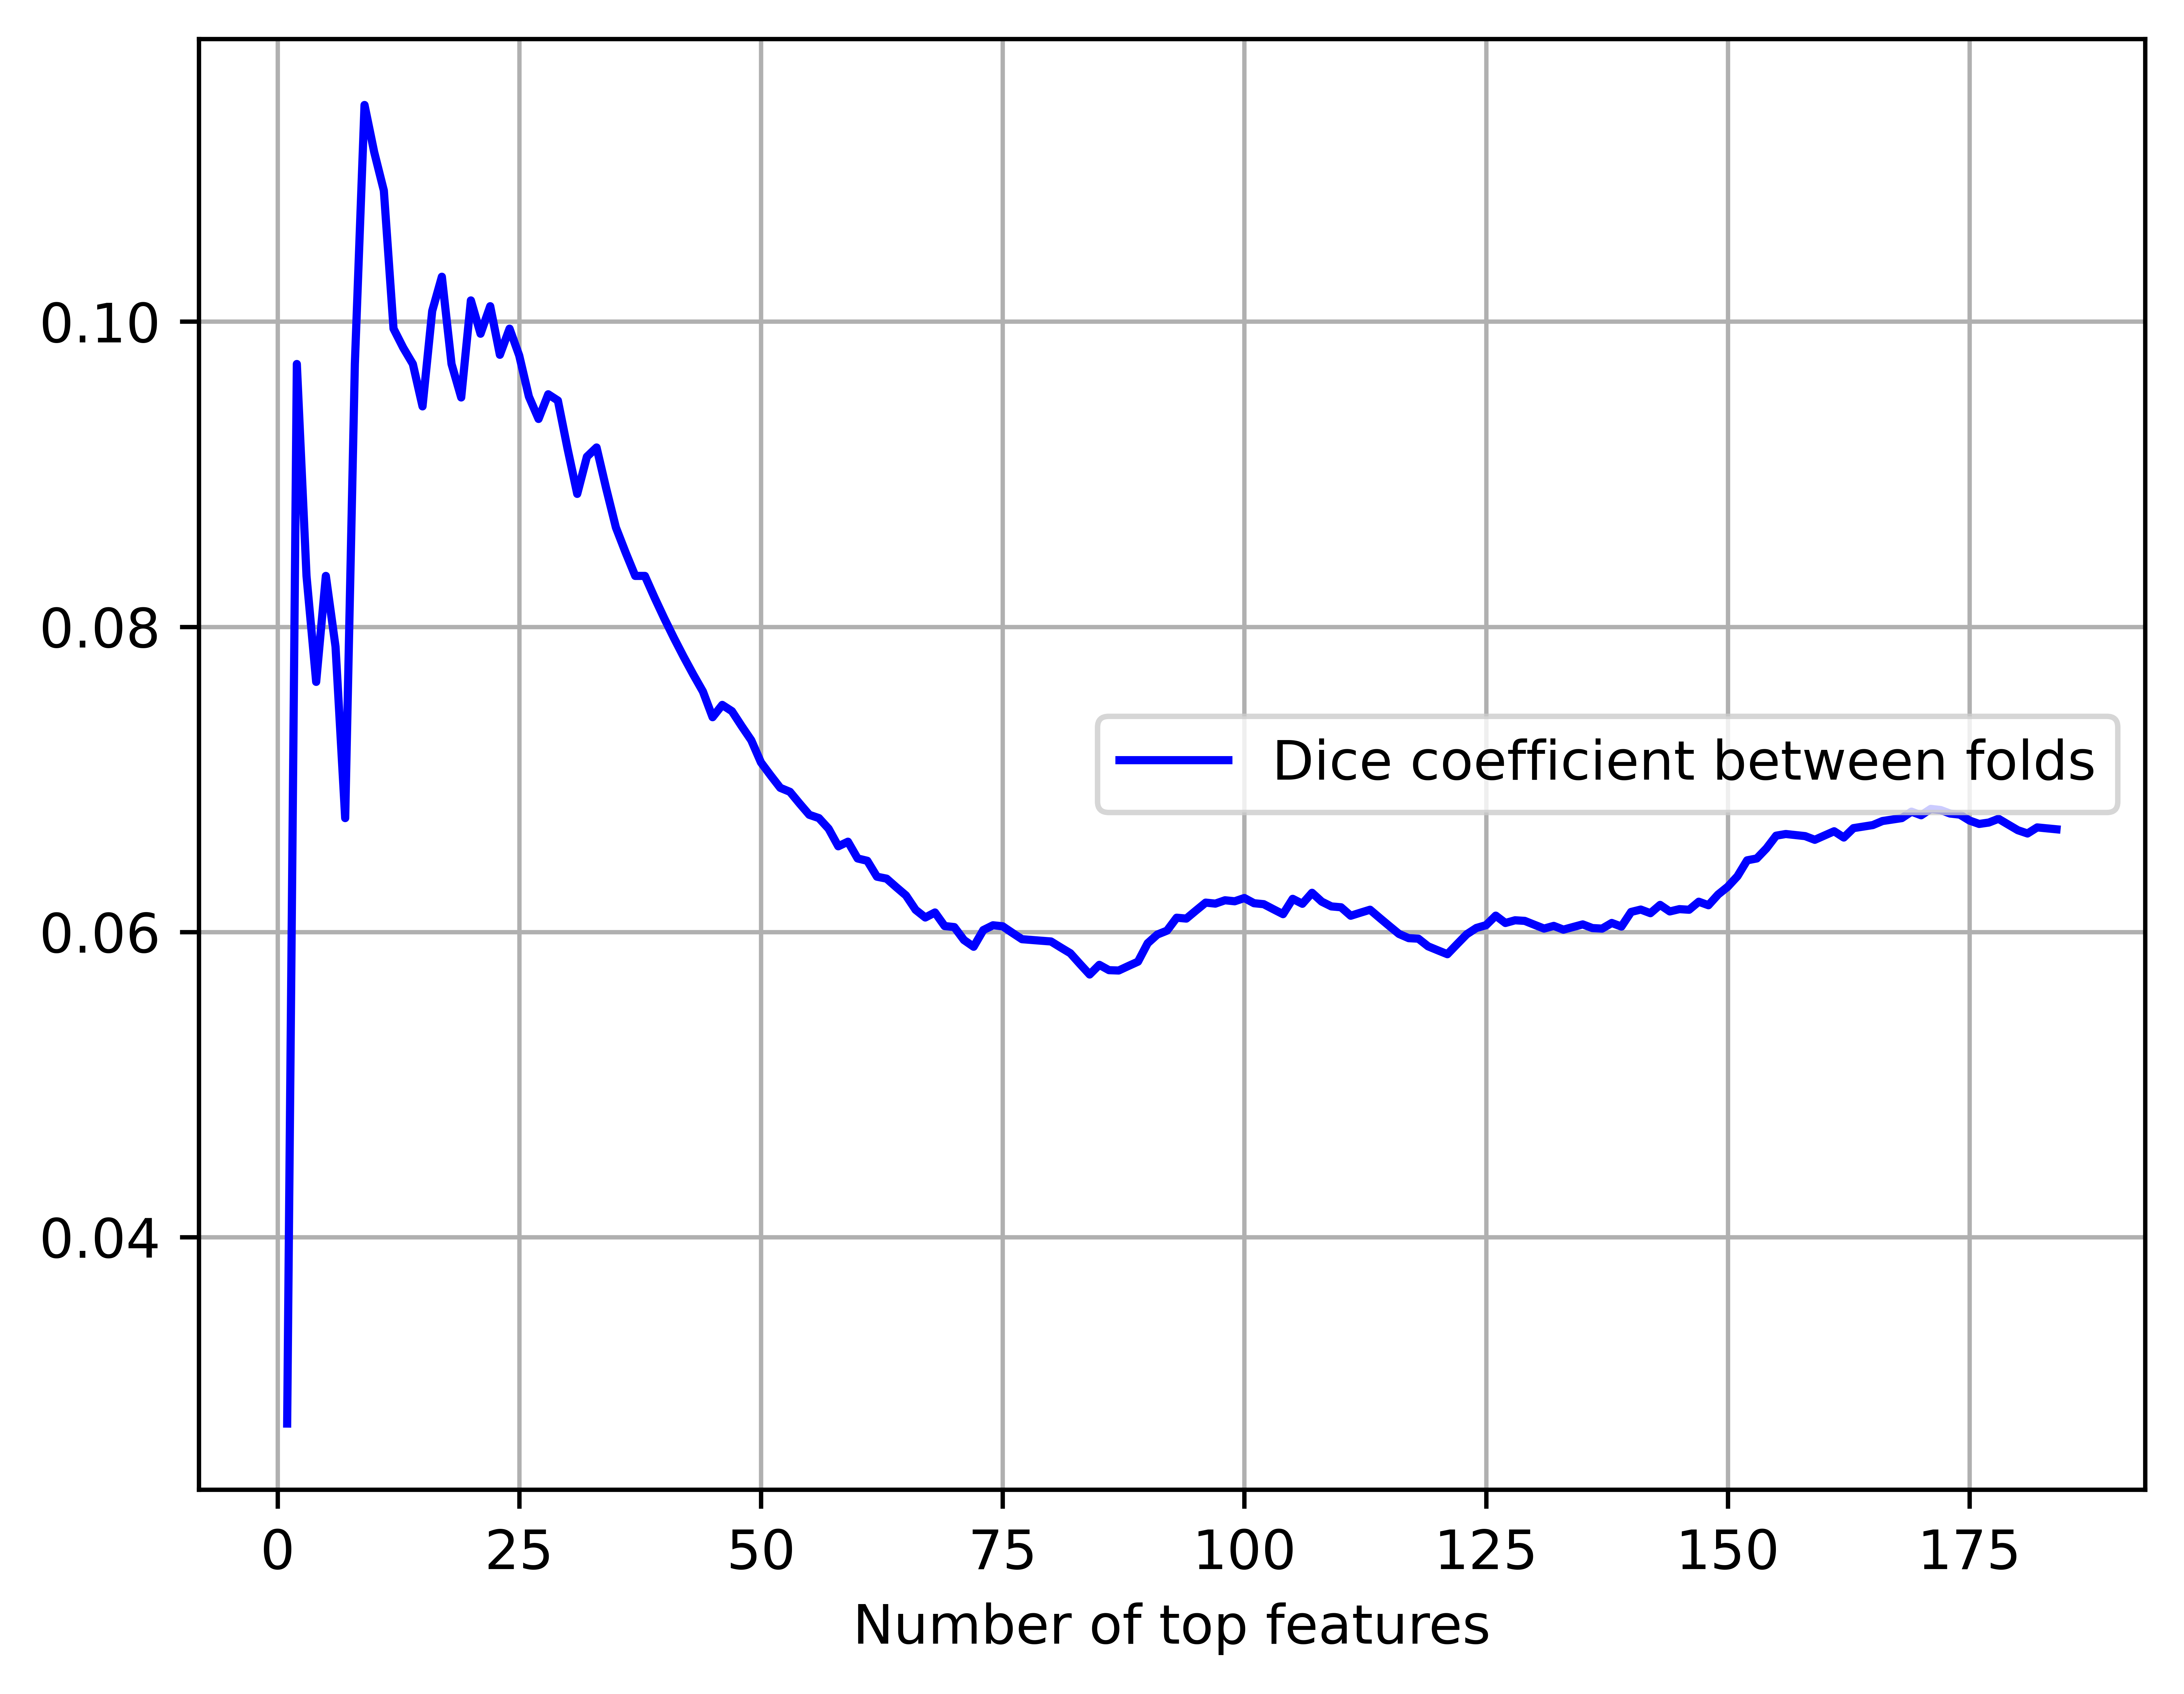 0.10
0.08
0.06
0.04
Dice coefficient between folds
0 25 50 75 100 125 150 175
Number of top features